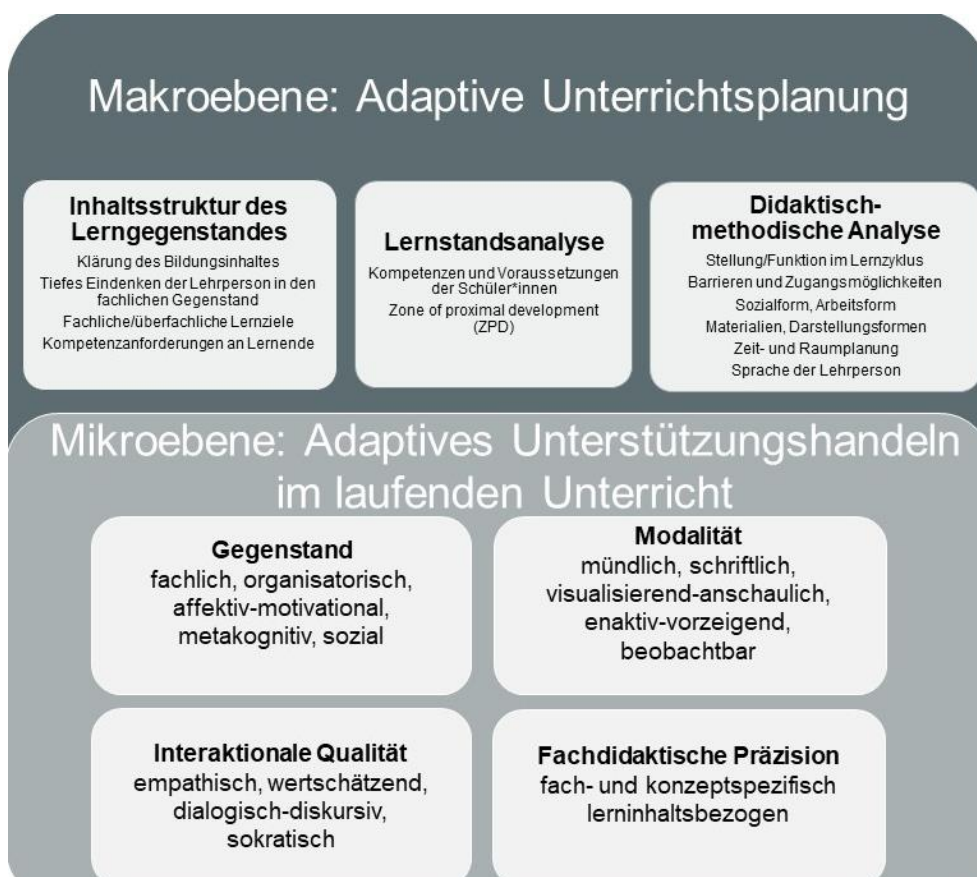 Makroebene: Adaptive Unterrichtsplanung
Inhaltsstruktur des
Lerngegenstandes
Klärung des Bildungsinhaltes
Tiefes Eindenken der Lehrperson in den
fachlichen Gegenstand
Fachliche/überfachliche Lernziele
Kompetenzanforderungen an Lernende
Lernstandsanalyse
Kompetenzen und Voraussetzungen
der Schüler*innen
Zone of proximal development
(ZPD)
Didaktisch-
methodische Analyse
Stellung/Funktion im Lernzyklus
Barrieren und Zugangsmöglichkeiten
Sozialform, Arbeitsform
Materialien, Darstellungsformen
Zeit- und Raumplanung
Sprache der Lehrperson
Mikroebene: Adaptives Unterstützungshandeln
im laufenden Unterricht
Gegenstand
fachlich, organisatorisch,
affektiv-motivational,
metakognitiv, sozial
Modalität
mündlich, schriftlich,
visualisierend-anschaulich,
enaktiv-vorzeigend,
beobachtbar
Interaktionale Qualität
empathisch, wertschätzend,
dialogisch-diskursiv,
sokratisch
Fachdidaktische Präzision
fach- und konzeptspezifisch
lerninhaltsbezogen